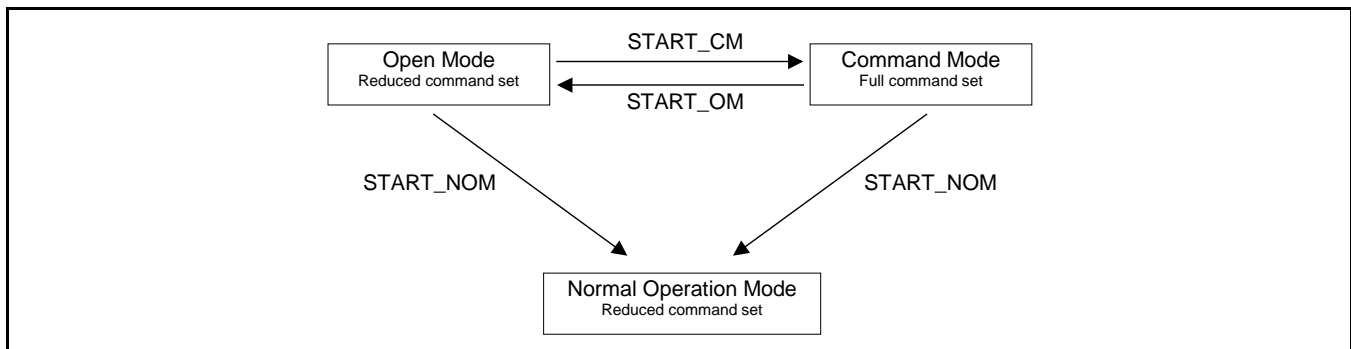 START_CM
Open Mode
Reduced command set
Command Mode
Full command set
START_OM
START_NOM
START_NOM
Normal Operation Mode
Reduced command set